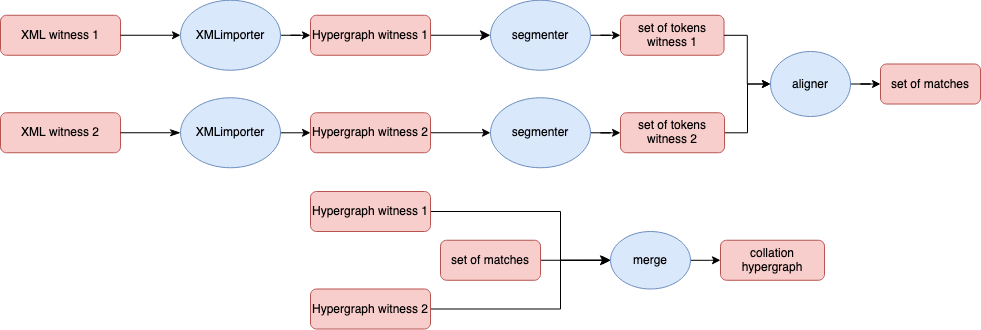 XML witness 1
XMLimporter
Hypergraph witness 1
segmenter
set of tokens
witness 1
aligner
set of matches
XML witness 2
XMLimporter
Hypergraph witness 2
segmenter
set of tokens
witness 2
Hypergraph witness 1
set of matches
merge
collation
hypergraph
Hypergraph witness 2